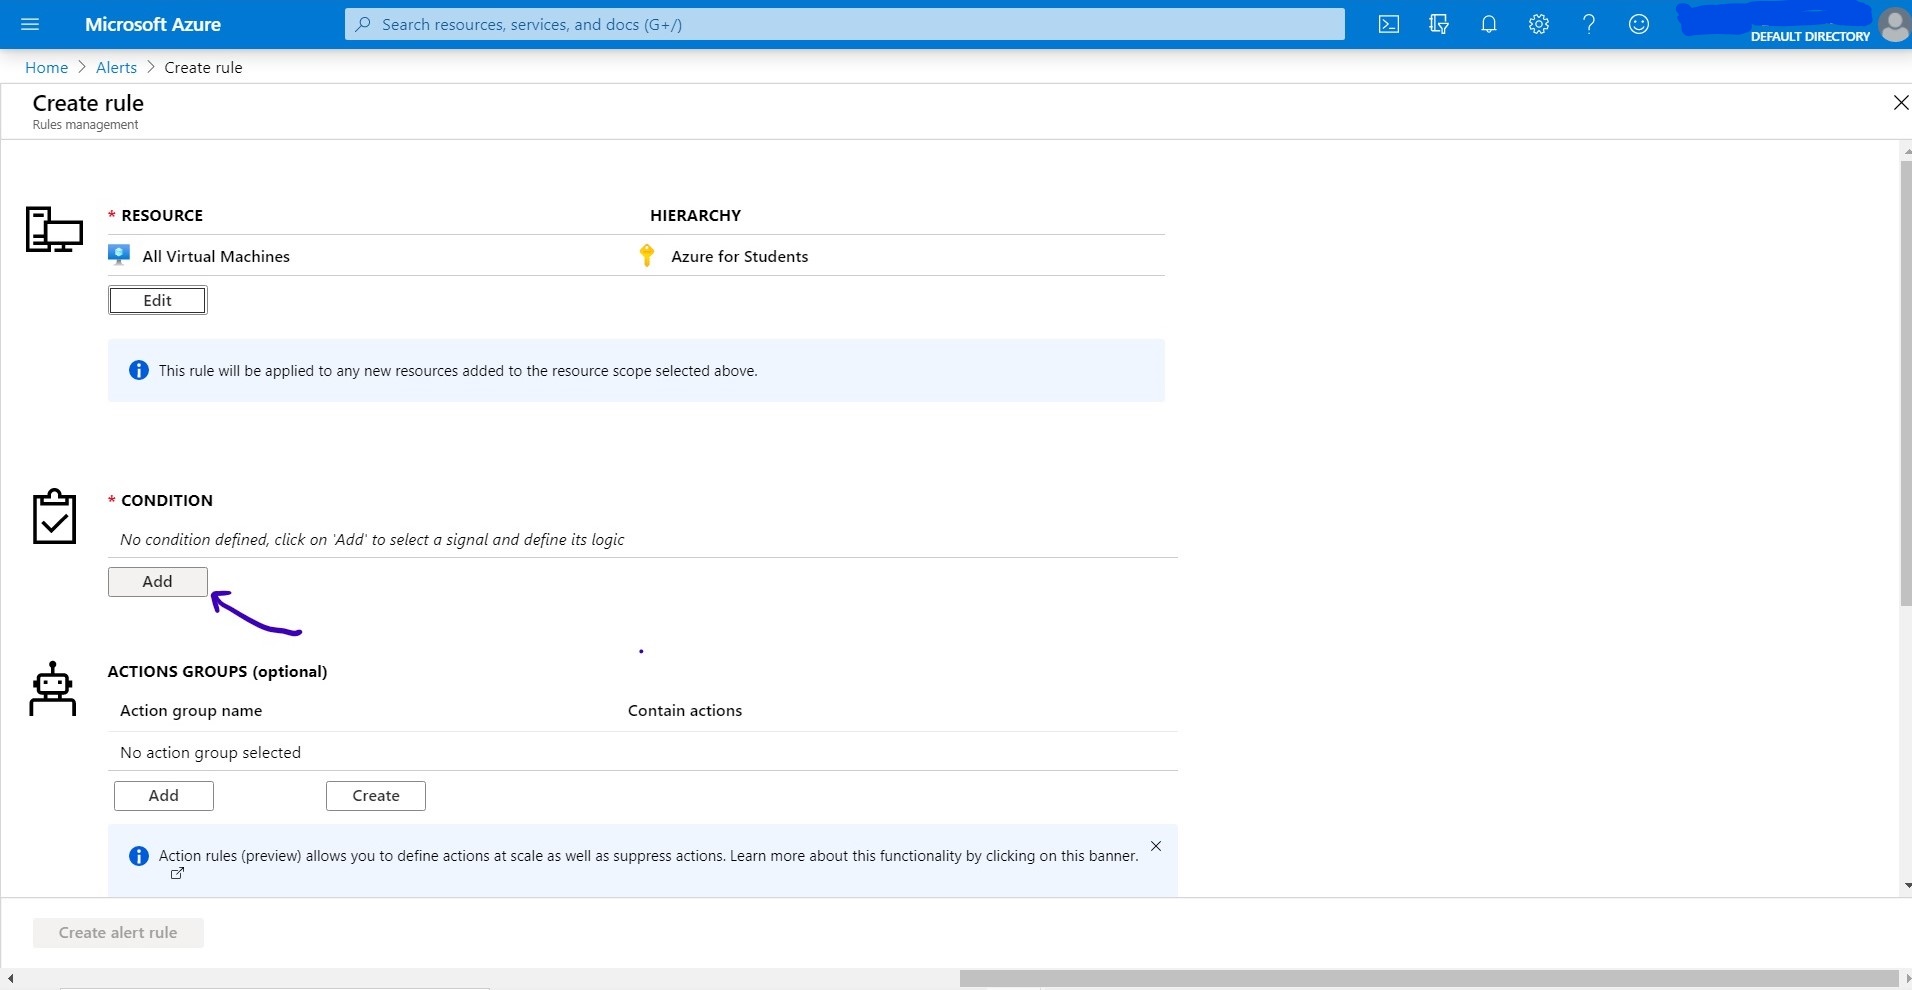 Microsoft Azure
Search resources, services, and docs (G+/)
DEFAULT DIRECTORY
Home > Alerts > Create rule
Create rule
Rules management
* RESOURCE HIERARCHY
All Virtual Machines Azure for Students
Edit
This rule will be applied to any new resources added to the resource scope selected above.
* CONDITION
No condition defined, click on 'Add' to select a signal and define its logic
Add
ACTIONS GROUPS (optional)
Action group name Contain actions
No action group selected
Add Create
Action rules (preview) allows you to define actions at scale as well as suppress actions. Learn more about this functionality by clicking on this banner.
Create alert rule